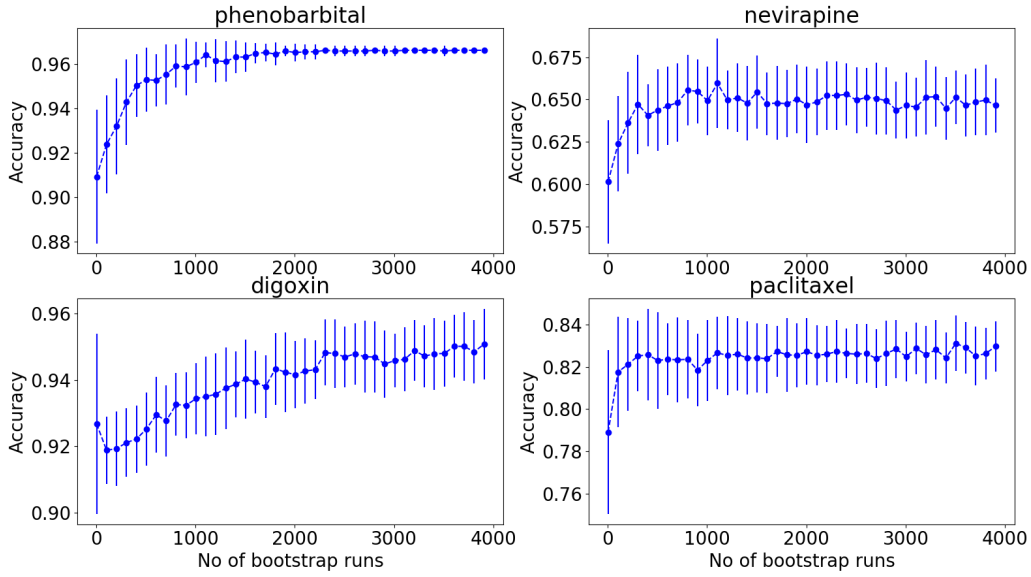 phenobarbital
Accuracy
0.96
0.94
0.92
0.90
0.88
0 1000 2000 3000 4000
nevirapine
Accuracy
0.675
0.650
0.625
0.600
0.575
0 1000 2000 3000 4000
digoxin
Accuracy
0.96
0.94
0.92
0.90
0 1000 2000 3000 4000
No of bootstrap runs
paclitaxel
Accuracy
0.84
0.82
0.80
0.78
0.76
0 1000 2000 3000 4000
No of bootstrap runs